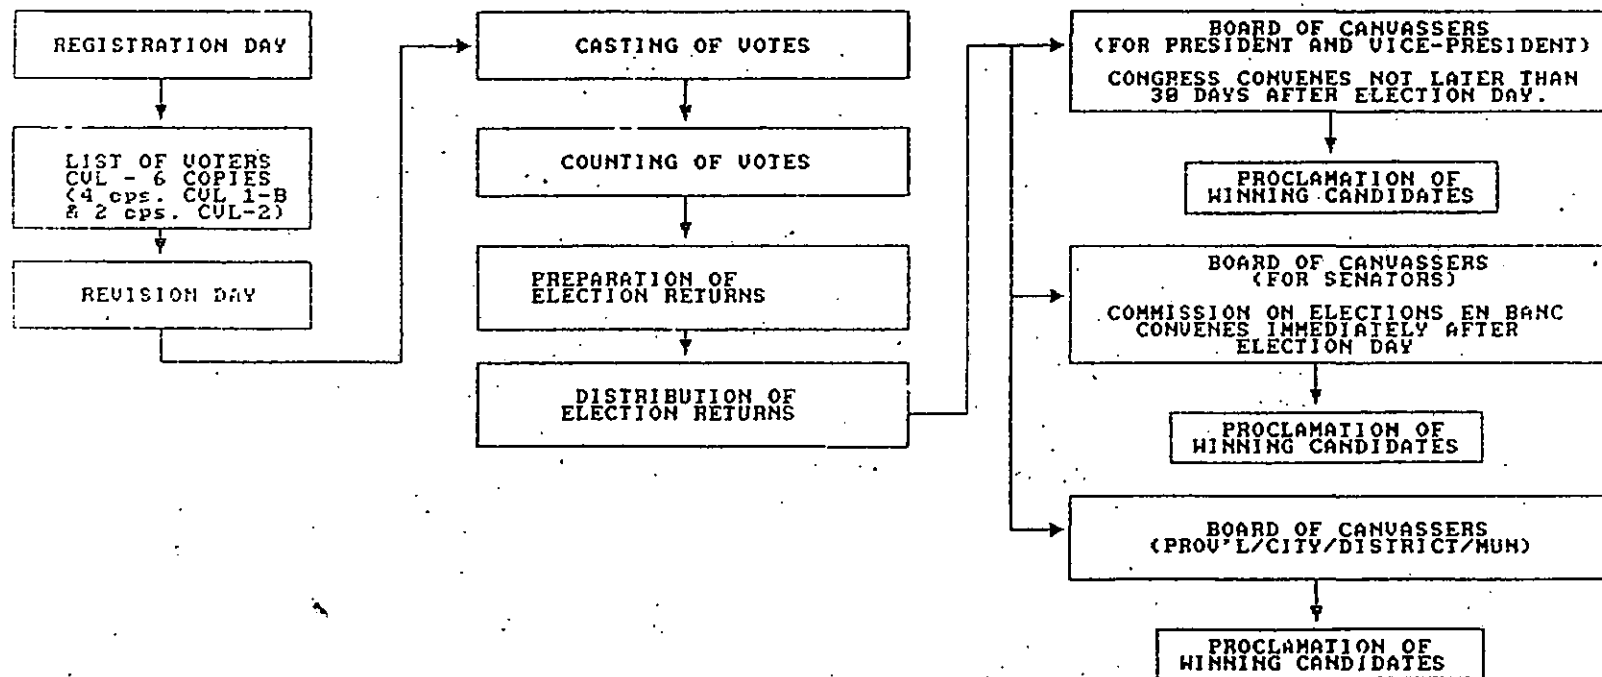 REGISTRATION DAY
LIST OF VOTERS
CVL - 6 COPIES
(4 cps. CVL 1-B
& 2 cps. CVL-2)
REVISION DAY
CASTING OF VOTES
COUNTING OF VOTES
PREPARATION OF
ELECTION RETURNS
DISTRIBUTION OF
ELECTION RETURNS
BOARD OF CANVASSERS
(FOR PRESIDENT AND VICE-PRESIDENT)
CONGRESS CONVENES NOT LATER THAN
30 DAYS AFTER ELECTION DAY.
PROCLAMATION OF
WINNING CANDIDATES
BOARD OF CANVASSERS
(FOR SENATORS)
COMMISSION ON ELECTIONS EN BANC
CONVENES IMMEDIATELY AFTER
ELECTION DAY
PROCLAMATION OF
WINNING CANDIDATES
BOARD OF CANVASSERS
(PROV'L/CITY/DISTRICT/MUN)
PROCLAMATION OF
WINNING CANDIDATES